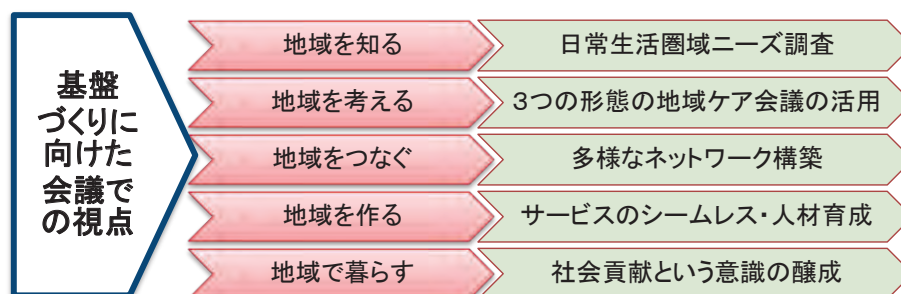 基盤
づくりに
向けた
会議で
の視点
地域を知る
日常生活圏域ニーズ調査
地域を考える
3つの形態の地域ケア会議の活用
地域をつなぐ
多様なネットワーク構築
地域を作る
サービスのシームレス・人材育成
地域で暮らす
社会貢献という意識の醸成